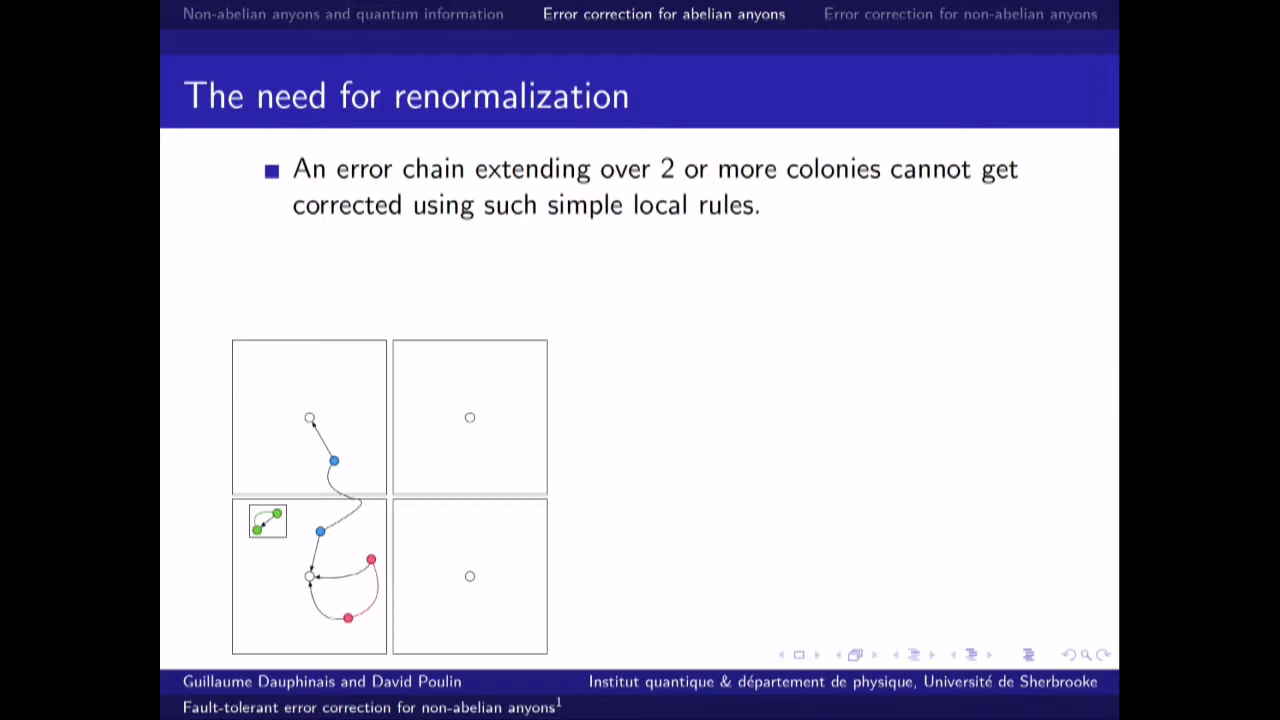 Non-abelian anyons and quantum information Error correction for abelian anyons Error correction for non-abelian anyons
The need for renormalization
An error chain extending over 2 or more colonies cannot get
corrected using such simple local rules.
Guillaume Dauphinais and David Poulin Institut quantique & département de physique, Université de Sherbrooke
Fault-tolerant error correction for non-abelian anyons¹